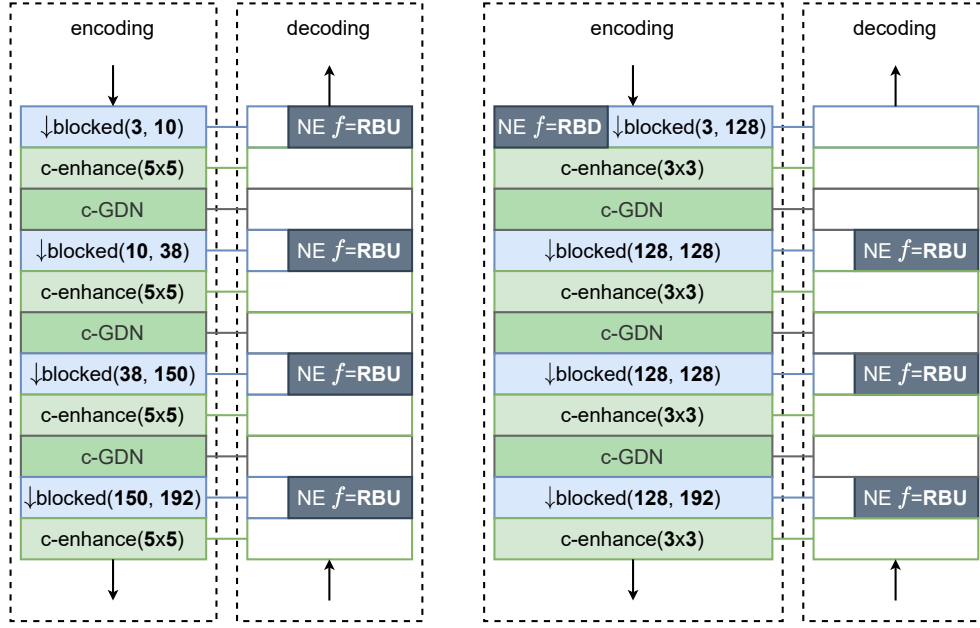 encoding
decoding
↓blocked(3, 10)
NE f=RBU
c-enhance(5x5)
c-GDN
↓blocked(10, 38)
NE f=RBU
c-enhance(5x5)
c-GDN
↓blocked(38, 150)
NE f=RBU
c-enhance(5x5)
c-GDN
↓blocked(150, 192)
NE f=RBU
c-enhance(5x5)
encoding
decoding
NE f=RBD
↓blocked(3, 128)
c-enhance(3x3)
c-GDN
↓blocked(128, 128)
NE f=RBU
c-enhance(3x3)
c-GDN
↓blocked(128, 128)
NE f=RBU
c-enhance(3x3)
c-GDN
↓blocked(128, 192)
NE f=RBU
c-enhance(3x3)